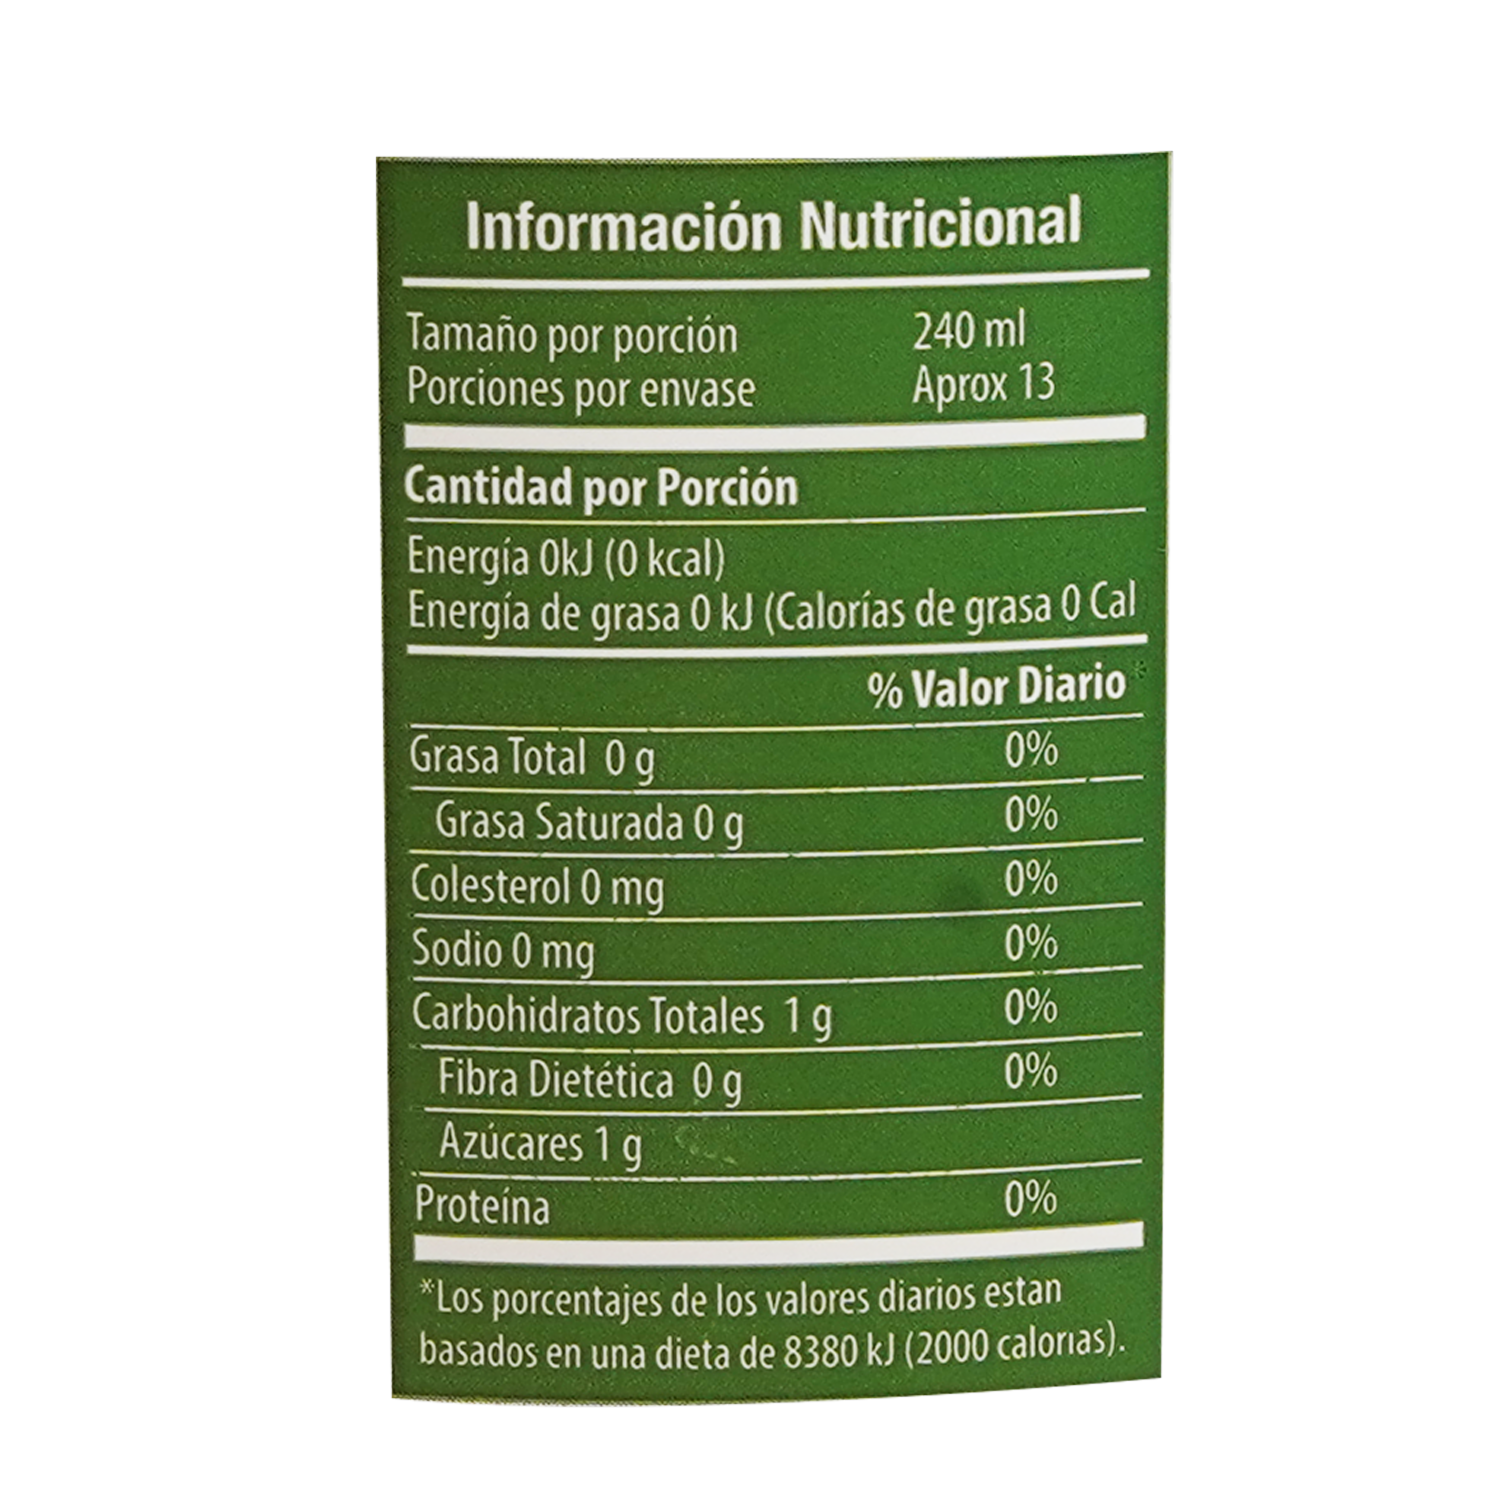 Información Nutricional
Tamaño por porción 240 ml
Porciones por envase Aprox 13
Cantidad por Porción
Energía 0kJ (0 kcal)
Energía de grasa 0 kJ (Calorías de grasa 0 Cal
% Valor Diario*
Grasa Total 0 g 0%
Grasa Saturada 0 g 0%
Colesterol 0 mg 0%
Sodio 0 mg 0%
Carbohidratos Totales 1 g 0%
Fibra Dietética 0 g 0%
Azúcares 1 g
Proteína 0%
*Los porcentajes de los valores diarios estan
basados en una dieta de 8380 kJ (2000 calorıas).